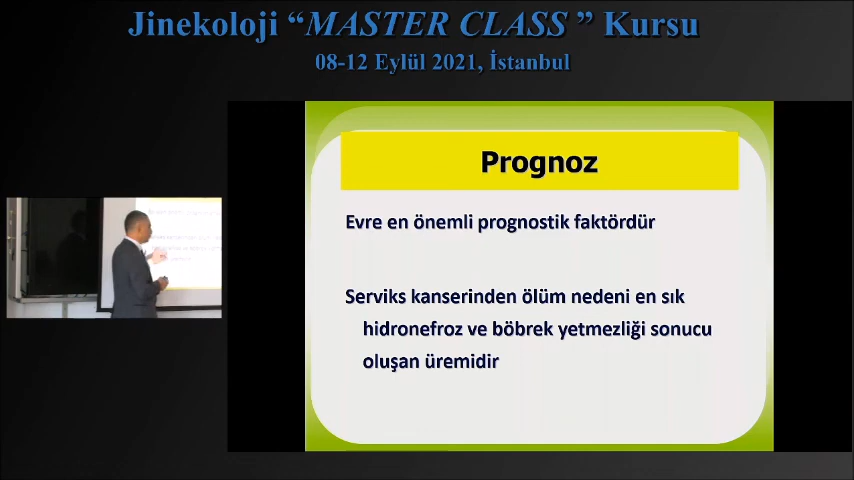 Jinekoloji “MASTER CLASS ” Kursu
08-12 Eylül 2021, İstanbul
Prognoz
Evre en önemli prognostik faktördür
Serviks kanserinden ölüm nedeni en sık
hidronefroz ve böbrek yetmezliği sonucu
oluşan üremidir